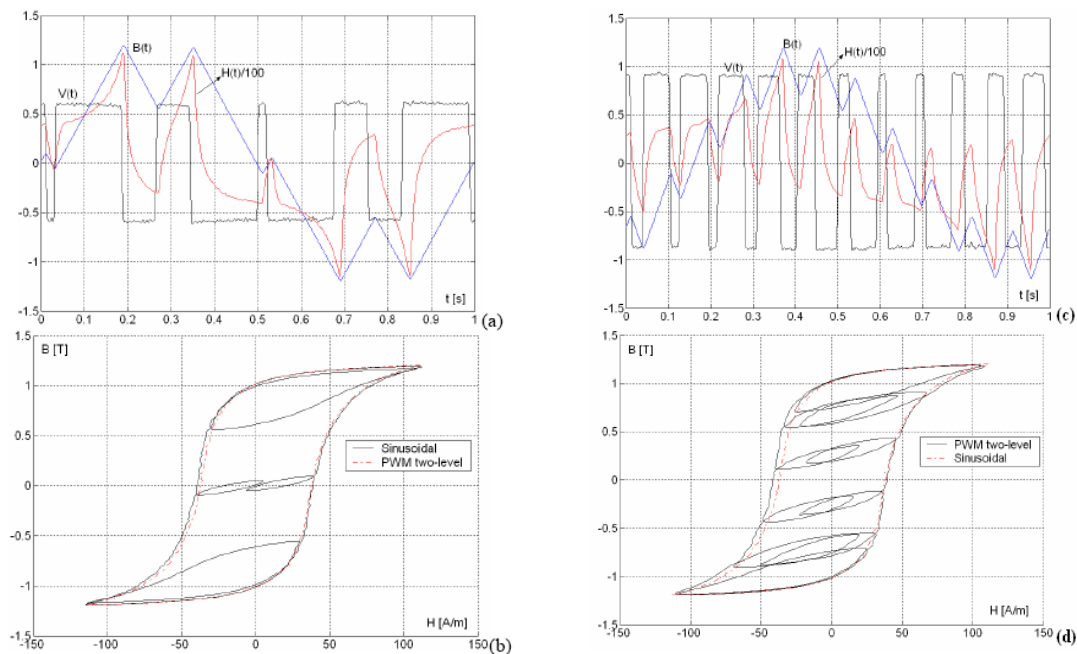 1.5
1
0.5
0
-0.5
-1
-1.5
B(t)
H(t)/100
V(t)
0 0.1 0.2 0.3 0.4 0.5 0.6 0.7 0.8 0.9 1
t [s]
(a)
1.5
1
0.5
0
-0.5
-1
-1.5
B(t)
V(t)
H(t)/100
0 0.1 0.2 0.3 0.4 0.5 0.6 0.7 0.8 0.9 1
t [s]
(c)
1.5
1
0.5
0
-0.5
-1
-1.5
B [T]
Sinusoidal
PWM two-level
H [A/m]
-150 -100 -50 0 50 100 150
(b)
1.5
1
0.5
0
-0.5
-1
-1.5
B [T]
PWM two-level
Sinusoidal
H [A/m]
-150 -100 -50 0 50 100 150
(d)